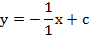 y = −1/1x + c